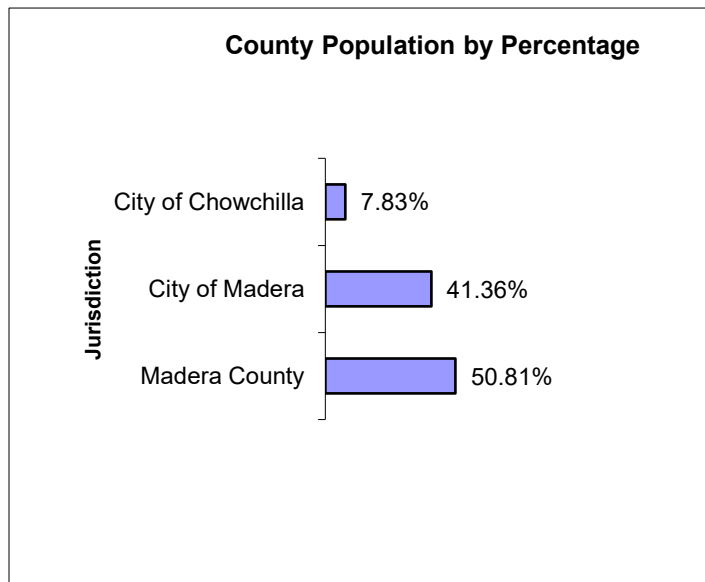 County Population by Percentage
Jurisdiction
City of Chowchilla 7.83%
City of Madera 41.36%
Madera County 50.81%